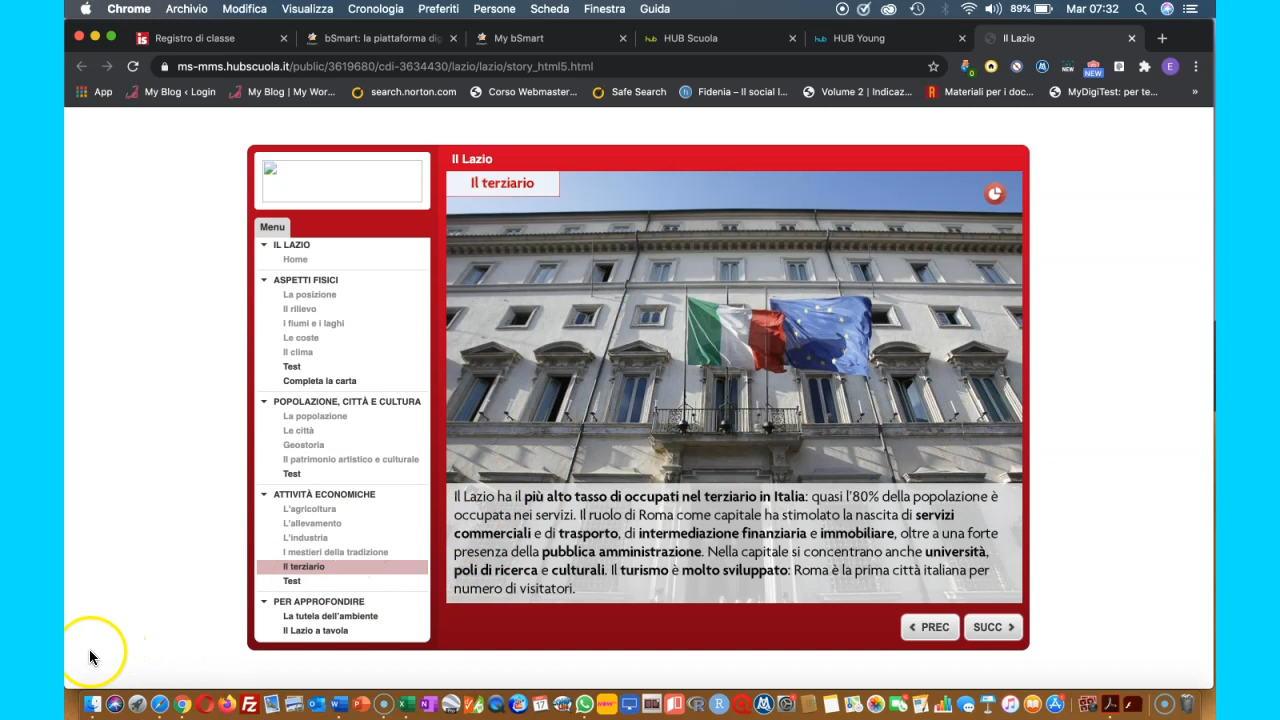 Chrome Archivio Modifica Visualizza Cronologia Preferiti Persone Scheda Finestra Guida 89% Mar 07:32
Registro di classe bSmart: la piattaforma dig My bSmart HUB Scuola HUB Young Il Lazio
ms-mms.hubscuola.it/public/3619680/cdi-3634430/lazio/lazio/story_html5.html
App My Blog ‹ Login My Blog | My Wor... search.norton.com Corso Webmaster... Safe Search Fidenia – Il social l... Volume 2 | Indicaz... Materiali per i doc... MyDigiTest: per te... »
Il Lazio
Il terziario
Menu
IL LAZIO
Home
ASPETTI FISICI
La posizione
Il rilievo
I fiumi e i laghi
Le coste
Il clima
Test
Completa la carta
POPOLAZIONE, CITTÀ E CULTURA
La popolazione
Le città
Geostoria
Il patrimonio artistico e culturale
Test
ATTIVITÀ ECONOMICHE
L'agricoltura
L'allevamento
L'industria
I mestieri della tradizione
Il terziario
Test
PER APPROFONDIRE
La tutela dell'ambiente
Il Lazio a tavola
Il Lazio ha il più alto tasso di occupati nel terziario in Italia: quasi l'80% della popolazione è
occupata nei servizi. Il ruolo di Roma come capitale ha stimolato la nascita di servizi
commerciali e di trasporto, di intermediazione finanziaria e immobiliare, oltre a una forte
presenza della pubblica amministrazione. Nella capitale si concentrano anche università,
poli di ricerca e culturali. Il turismo è molto sviluppato: Roma è la prima città italiana per
numero di visitatori.
PREC SUCC